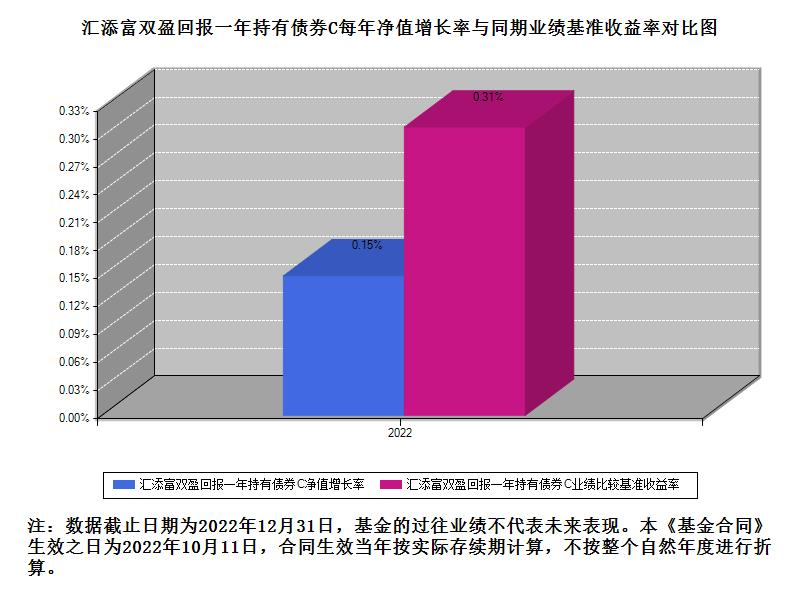 汇添富双盈回报一年持有债券C每年净值增长率与同期业绩基准收益率对比图
0.33%
0.30%
0.27%
0.24%
0.21%
0.18%
0.15%
0.12%
0.09%
0.06%
0.03%
0.00%
0.31%
0.15%
2022
汇添富双盈回报一年持有债券C净值增长率
汇添富双盈回报一年持有债券C业绩比较基准收益率
注：数据截止日期为2022年12月31日，基金的过往业绩不代表未来表现。本《基金合同》
生效之日为2022年10月11日，合同生效当年按实际存续期计算，不按整个自然年度进行折
算。